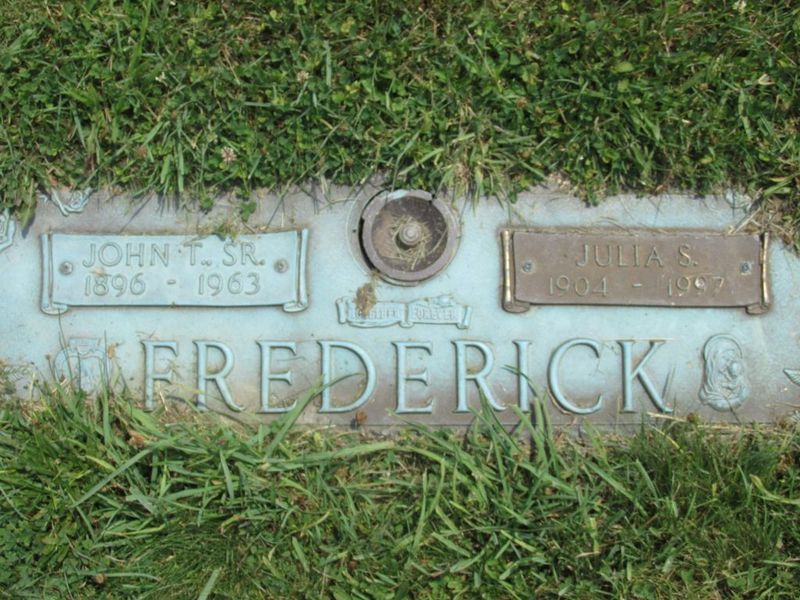 JOHN T., SR.
1896 - 1963
JULIA S.
1904 - 1997
TOGETHER FOREVER
FREDERICK